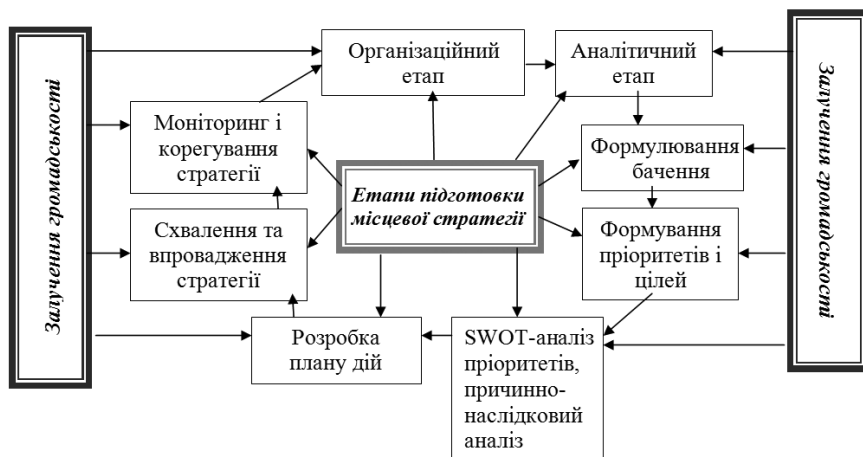 Залучення громадськості
Організаційний
етап
Аналітичний
етап
Залучення громадськості
Моніторинг і
корегування
стратегії
Формулювання
бачення
Етапи підготовки
місцевої стратегії
Схвалення та
впровадження
стратегії
Формування
пріоритетів і
цілей
Розробка
плану дій
SWOT-аналіз
пріоритетів,
причинно-
наслідковий
аналіз